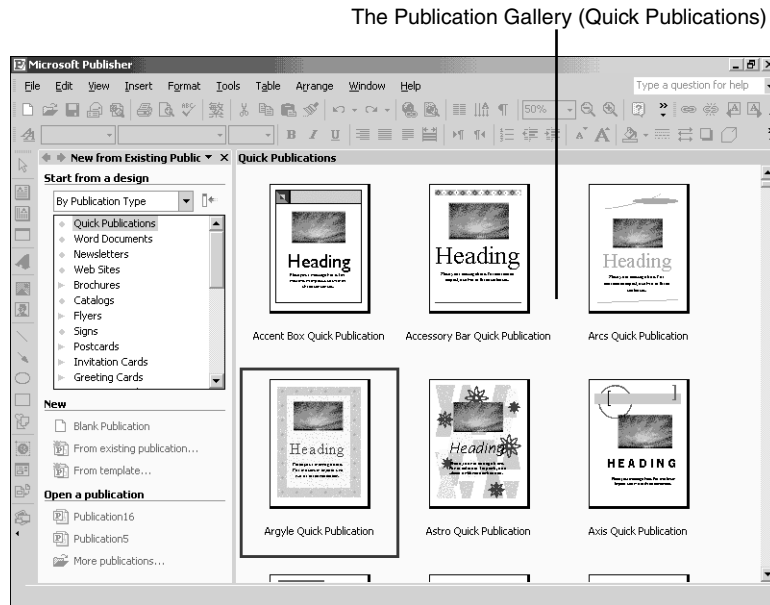 The Publication Gallery (Quick Publications)
Microsoft Publisher
File Edit View Insert Format Tools Table Arrange Window Help
Type a question for help
50%
B I U
New from Existing Public
Quick Publications
Start from a design
By Publication Type
Quick Publications
Word Documents
Newsletters
Web Sites
Brochures
Catalogs
Flyers
Signs
Postcards
Invitation Cards
Greeting Cards
New
Blank Publication
From existing publication...
From template...
Open a publication
Publication16
Publication5
More publications...
Heading
Heading
Heading
Accent Box Quick Publication
Accessory Bar Quick Publication
Arcs Quick Publication
Heading
Heading
HEADING
Argyle Quick Publication
Astro Quick Publication
Axis Quick Publication